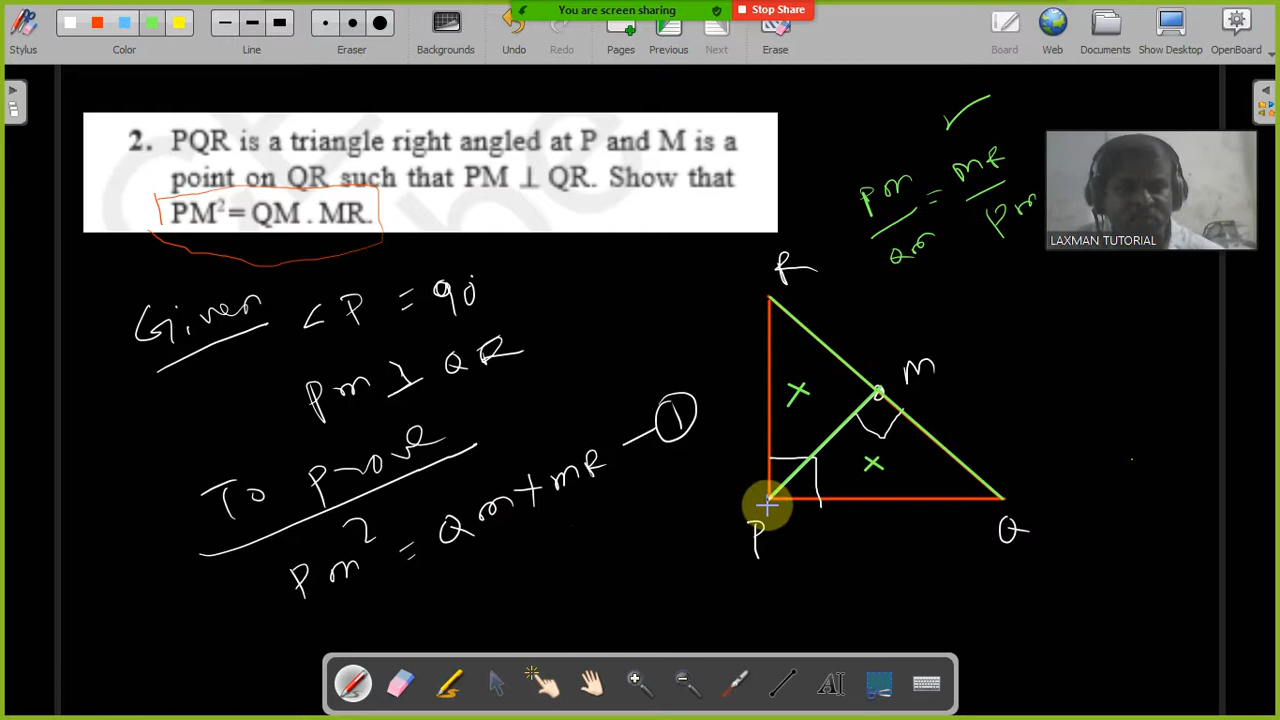 You are screen sharing
Stop Share
Stylus
Color
Line
Eraser
Backgrounds
Undo
Redo
Pages
Previous
Next
Erase
Board
Web
Documents
Show Desktop
OpenBoard
2. PQR is a triangle right angled at P and M is a
point on QR such that PM ⊥ QR. Show that
PM² = QM . MR.
Pm/Qm = MR/Pm
LAXMAN TUTORIAL
Given ∠P = 90°
Pm ⊥ QR
To Prove
Pm² = Qm + mR — ①
R
M
P
Q